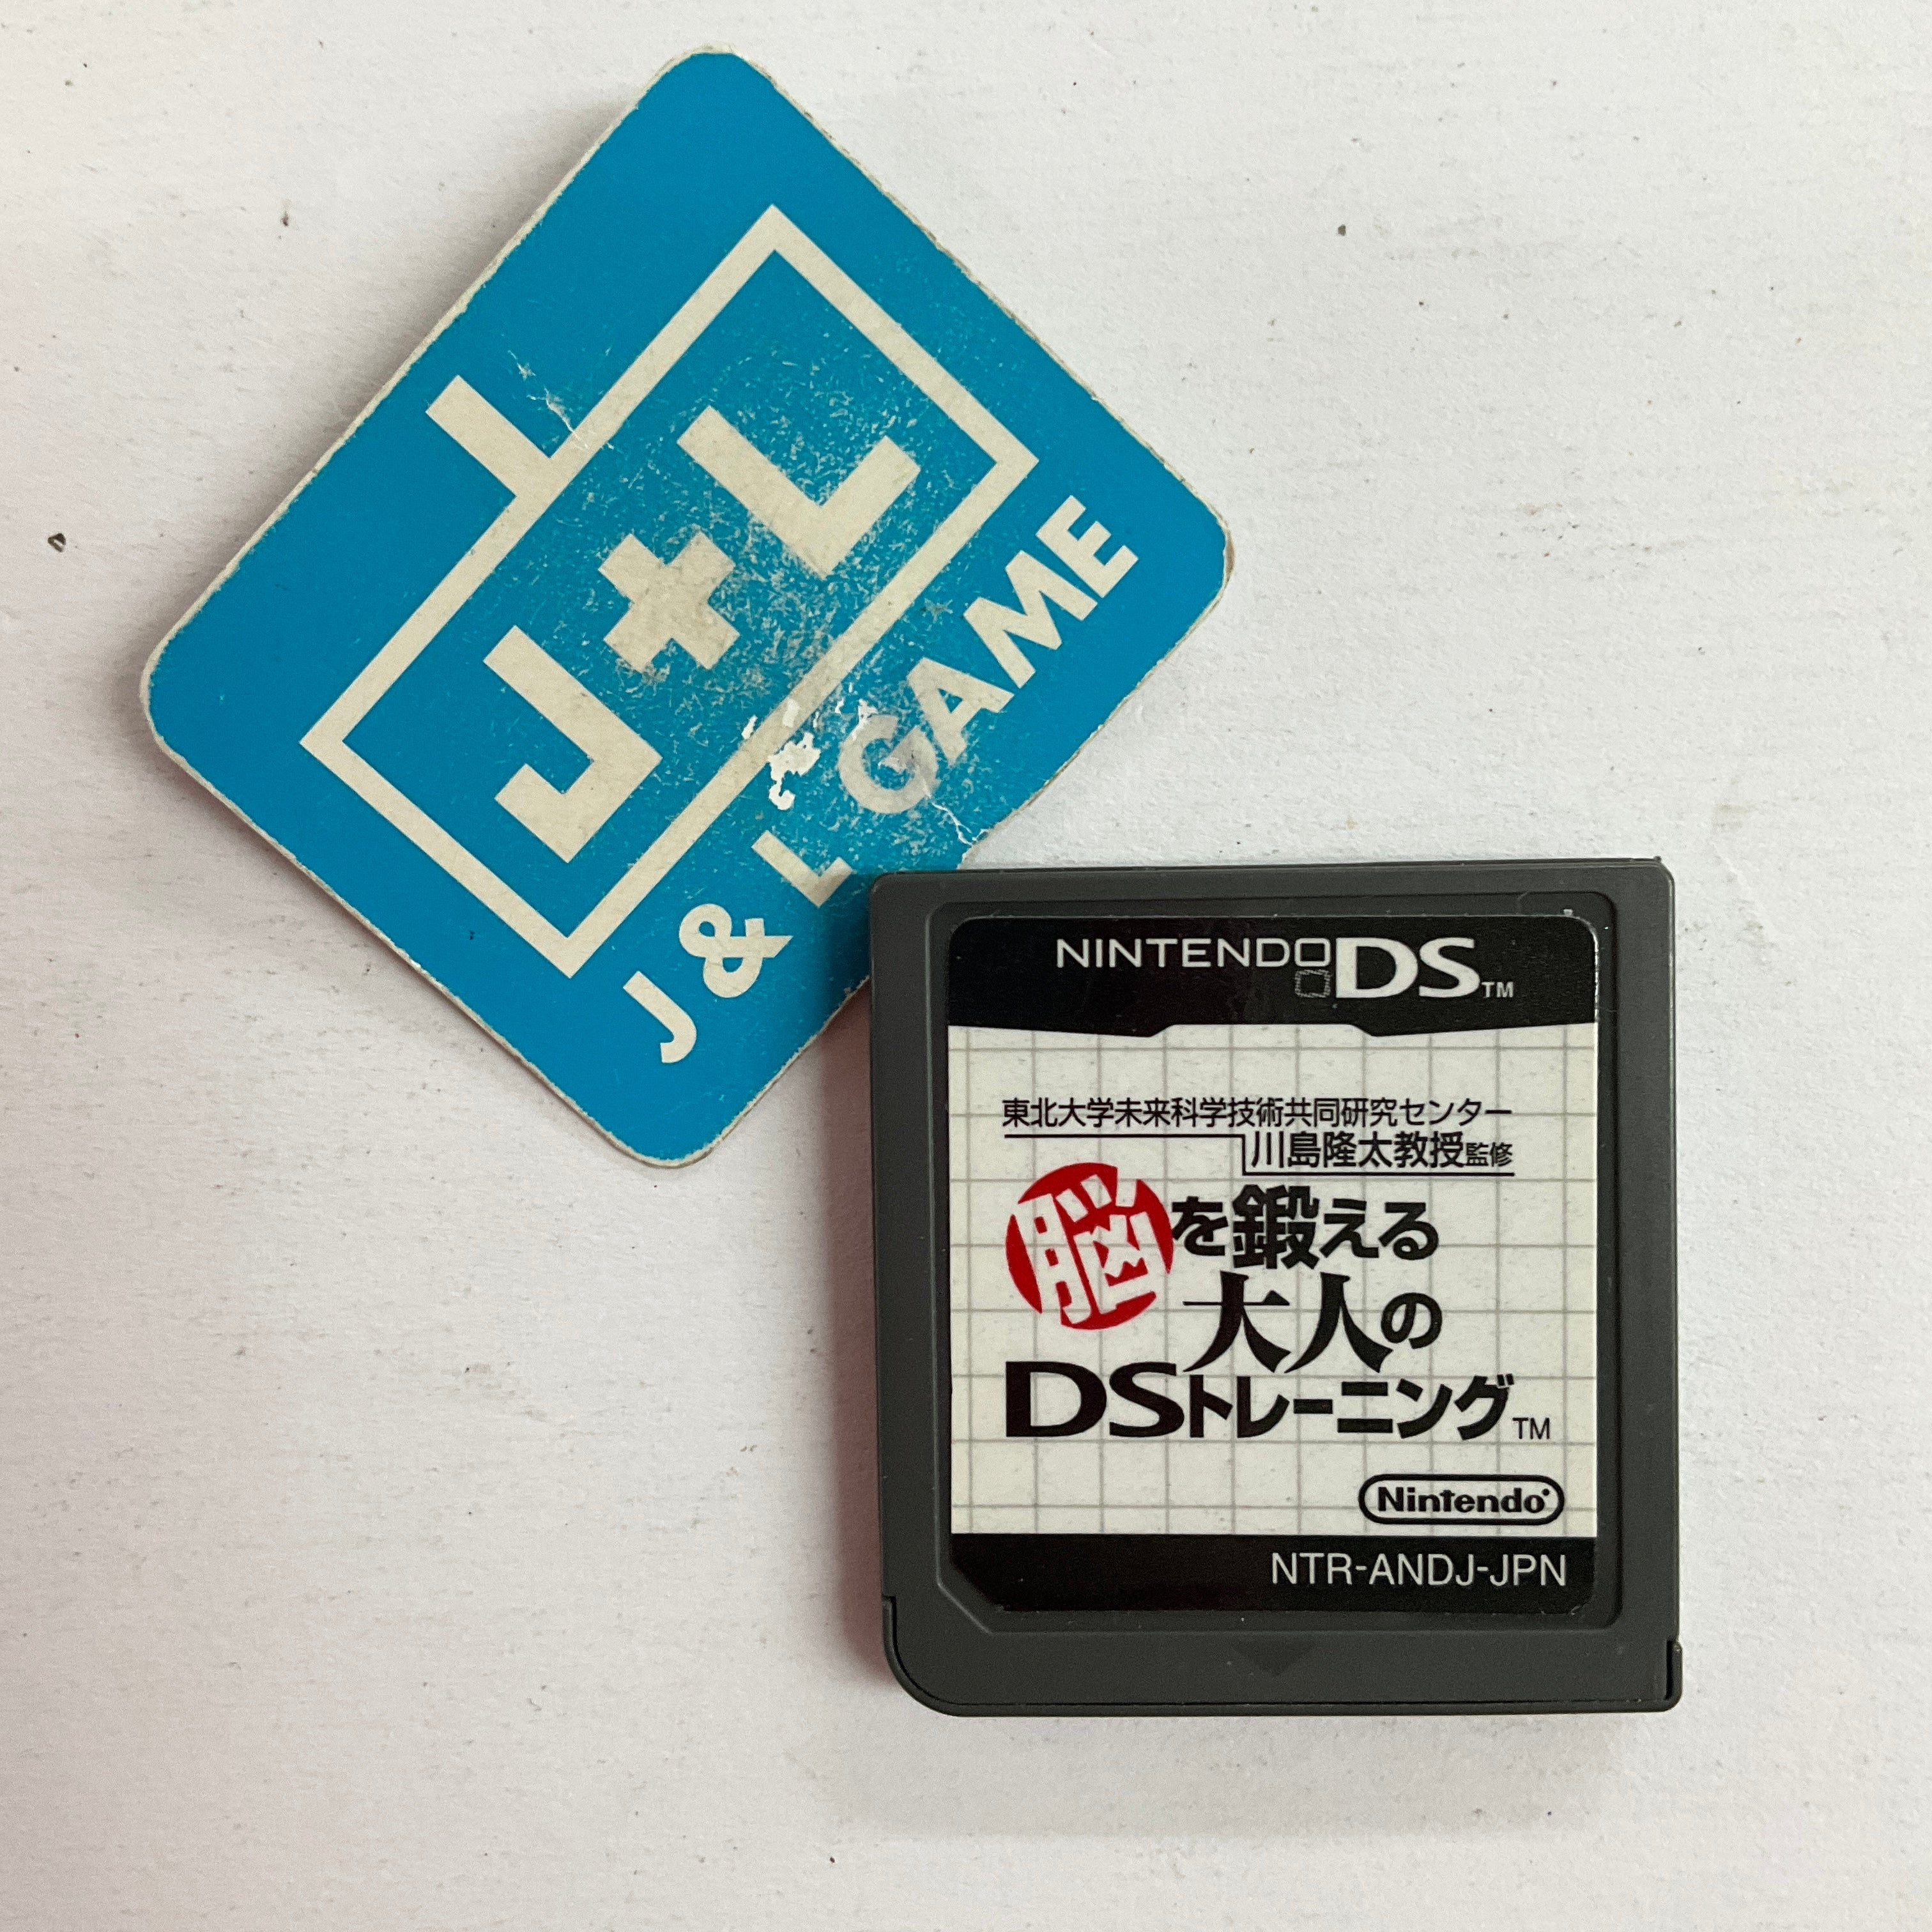 J+L
J & L GAME
NINTENDO DS™
東北大学未来科学技術共同研究センター
川島隆太教授監修
脳を鍛える
大人の
DSトレーニング™
Nintendo®
NTR-ANDJ-JPN